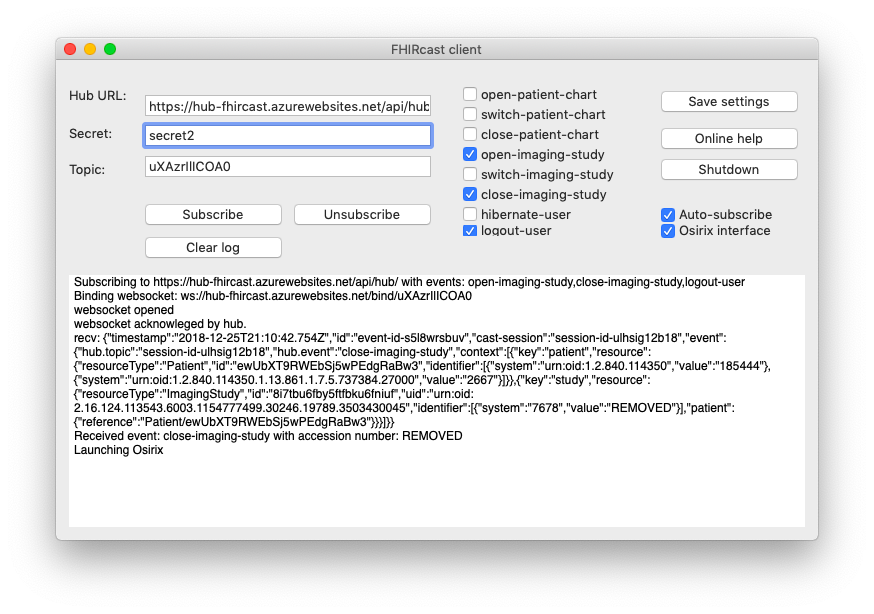 FHIRcast client
Hub URL:
https://hub-fhircast.azurewebsites.net/api/hub
Secret:
secret2
Topic:
uXAzrIlICOA0
Subscribe
Unsubscribe
Clear log
open-patient-chart
switch-patient-chart
close-patient-chart
open-imaging-study
switch-imaging-study
close-imaging-study
hibernate-user
logout-user
Save settings
Online help
Shutdown
Auto-subscribe
Osirix interface
Subscribing to https://hub-fhircast.azurewebsites.net/api/hub/ with events: open-imaging-study,close-imaging-study,logout-user
Binding websocket: ws://hub-fhircast.azurewebsites.net/bind/uXAzrIlICOA0
websocket opened
websocket acknowleged by hub.
recv: {"timestamp":"2018-12-25T21:10:42.754Z","id":"event-id-s5l8wrsbuv","cast-session":"session-id-ulhsig12b18","event":
{"hub.topic":"session-id-ulhsig12b18","hub.event":"close-imaging-study","context":[{"key":"patient","resource":
{"resourceType":"Patient","id":"ewUbXT9RWEbSj5wPEdgRaBw3","identifier":[{"system":"urn:oid:1.2.840.114350","value":"185444"},
{"system":"urn:oid:1.2.840.114350.1.13.861.1.7.5.737384.27000","value":"2667"}]}},{"key":"study","resource":
{"resourceType":"ImagingStudy","id":"8i7tbu6fby5ftfbku6fniuf","uid":"urn:oid:
2.16.124.113543.6003.1154777499.30246.19789.3503430045","identifier":[{"system":"7678","value":"REMOVED"}],"patient":
{"reference":"Patient/ewUbXT9RWEbSj5wPEdgRaBw3"}}}]}}
Received event: close-imaging-study with accession number: REMOVED
Launching Osirix